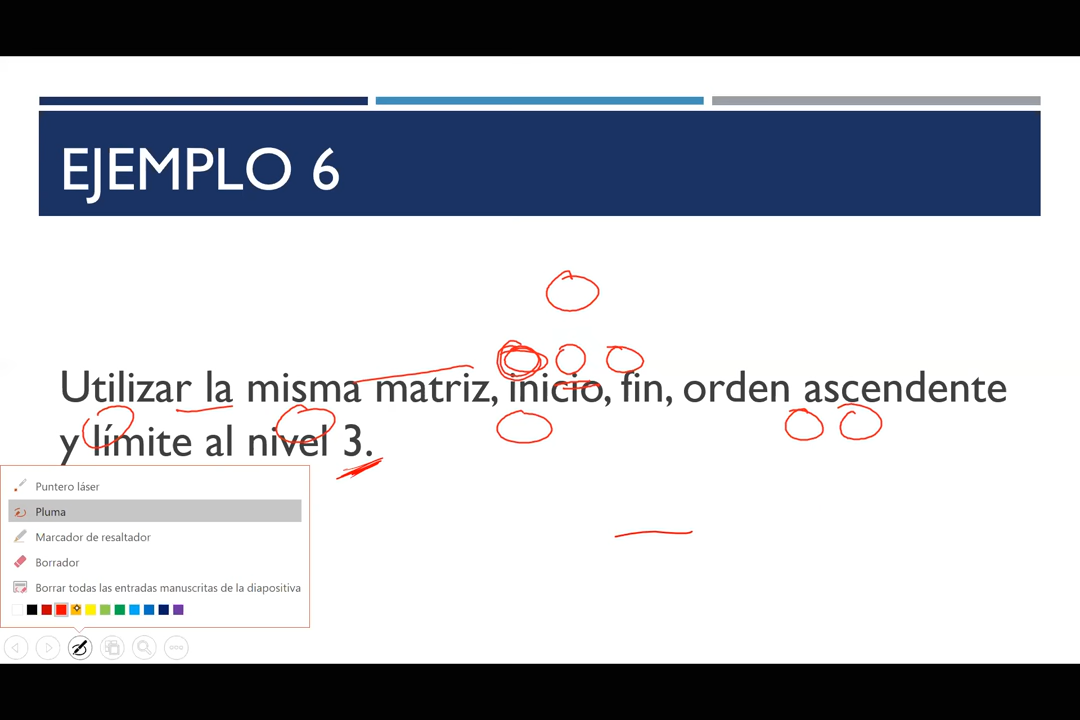 EJEMPLO 6
Utilizar la misma matriz, inicio, fin, orden ascendente
y límite al nivel 3.
Puntero láser
Pluma
Marcador de resaltador
Borrador
Borrar todas las entradas manuscritas de la diapositiva